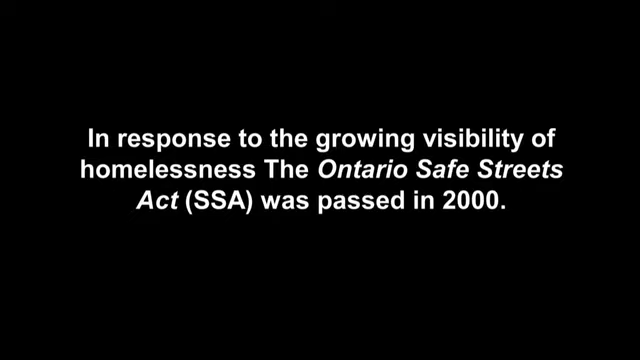 In response to the growing visibility of
homelessness The Ontario Safe Streets
Act (SSA) was passed in 2000.